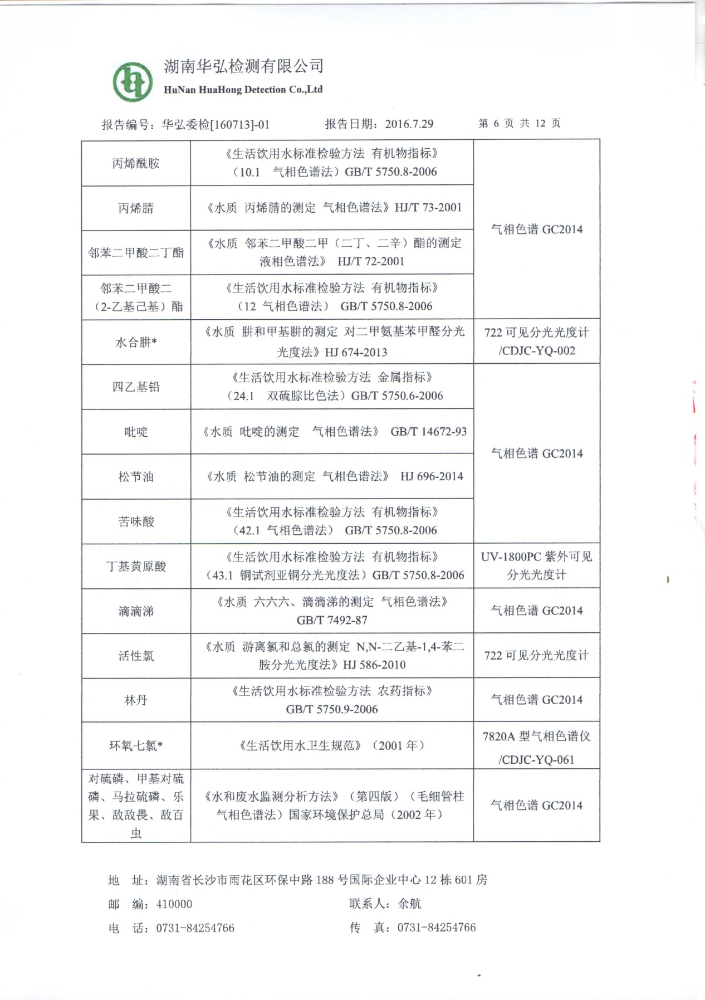 湖南华弘检测有限公司
HuNan HuaHong Detection Co.,Ltd
报告编号：华弘委检[160713]-01 报告日期：2016.7.29 第 6 页 共 12 页
丙烯酰胺
《生活饮用水标准检验方法 有机物指标》
（10.1 气相色谱法）GB/T 5750.8-2006
气相色谱 GC2014
丙烯腈
《水质 丙烯腈的测定 气相色谱法》HJ/T 73-2001
邻苯二甲酸二丁酯
《水质 邻苯二甲酸二甲（二丁、二辛）酯的测定
液相色谱法》 HJ/T 72-2001
邻苯二甲酸二
（2-乙基己基）酯
《生活饮用水标准检验方法 有机物指标》
（12 气相色谱法） GB/T 5750.8-2006
水合肼*
《水质 肼和甲基肼的测定 对二甲氨基苯甲醛分光
光度法》HJ 674-2013
722 可见分光光度计
/CDJC-YQ-002
四乙基铅
《生活饮用水标准检验方法 金属指标》
（24.1 双硫腙比色法）GB/T 5750.6-2006
气相色谱 GC2014
吡啶
《水质 吡啶的测定 气相色谱法》 GB/T 14672-93
松节油
《水质 松节油的测定 气相色谱法》 HJ 696-2014
苦味酸
《生活饮用水标准检验方法 有机物指标》
（42.1 气相色谱法） GB/T 5750.8-2006
丁基黄原酸
《生活饮用水标准检验方法 有机物指标》
（43.1 铜试剂亚铜分光光度法）GB/T 5750.8-2006
UV-1800PC 紫外可见
分光光度计
滴滴涕
《水质 六六六、滴滴涕的测定 气相色谱法》
GB/T 7492-87
气相色谱 GC2014
活性氯
《水质 游离氯和总氯的测定 N,N-二乙基-1,4-苯二
胺分光光度法》HJ 586-2010
722 可见分光光度计
林丹
《生活饮用水标准检验方法 农药指标》
GB/T 5750.9-2006
气相色谱 GC2014
环氧七氯*
《生活饮用水卫生规范》（2001 年）
7820A 型气相色谱仪
/CDJC-YQ-061
对硫磷、甲基对硫
磷、马拉硫磷、乐
果、敌敌畏、敌百
虫
《水和废水监测分析方法》（第四版）（毛细管柱
气相色谱法）国家环境保护总局（2002 年）
气相色谱 GC2014
地 址：湖南省长沙市雨花区环保中路 188 号国际企业中心 12 栋 601 房
邮 编：410000 联系人：余航
电 话：0731-84254766 传 真：0731-84254766